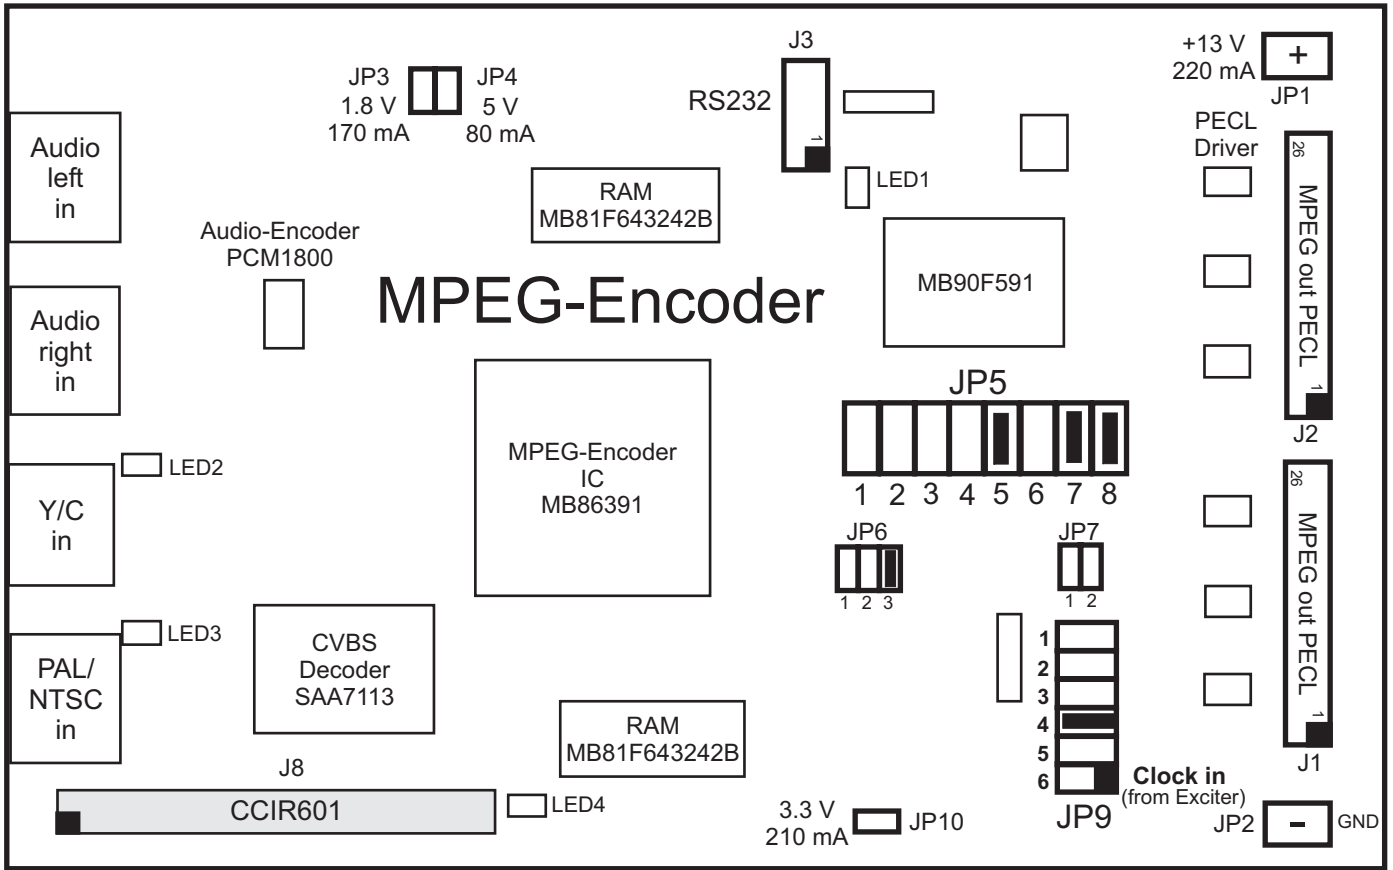 J3
+13 V
220 mA
+
JP1
JP3
1.8 V
170 mA
JP4
5 V
80 mA
RS232
1
LED1
PECL
Driver
26
MPEG out PECL
1
J2
Audio
left
in
RAM
MB81F643242B
Audio-Encoder
PCM1800
MPEG-Encoder
MB90F591
Audio
right
in
JP5
1 2 3 4 5 6 7 8
MPEG-Encoder
IC
MB86391
LED2
Y/C
in
JP6
1 2 3
JP7
1 2
26
MPEG out PECL
1
J1
LED3
PAL/
NTSC
in
CVBS
Decoder
SAA7113
1
2
3
4
5
6
Clock in
(from Exciter)
JP9
RAM
MB81F643242B
J8
CCIR601
LED4
3.3 V
210 mA
JP10
JP2
-
GND